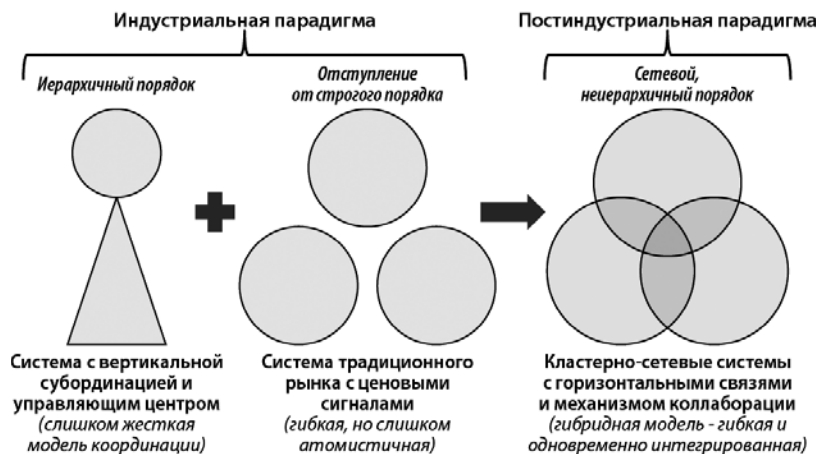 Индустриальная парадигма
Постиндустриальная парадигма
Иерархичный порядок
Отступление
от строгого порядка
Сетевой,
неиерархичный порядок
Система с вертикальной
субординацией и
управляющим центром
(слишком жесткая
модель координации)
Система традиционного
рынка с ценовыми
сигналами
(гибкая, но слишком
атомистичная)
Кластерно-сетевые системы
с горизонтальными связями
и механизмом коллаборации
(гибридная модель - гибкая и
одновременно интегрированная)